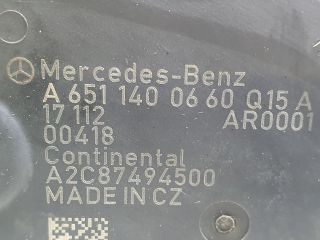 Mercedes-Benz
A 651 140 06 60 Q15 A
17 112 AR0001
00418
Continental
A2C87494500
MADE IN CZ